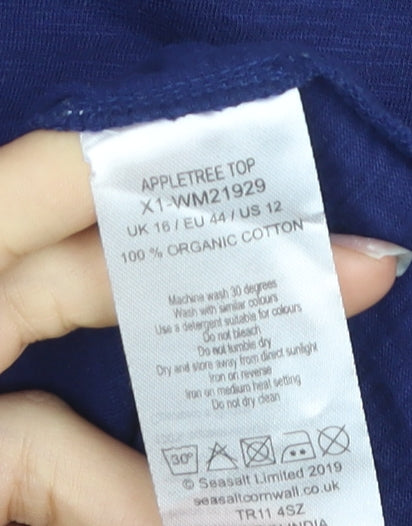 APPLETREE TOP
X1-WM21929
UK 16 / EU 44 / US 12
100 % ORGANIC COTTON
Machine wash 30 degrees
Wash with similar colours
Use a detergent suitable for colours
Do not bleach
Do not tumble dry
Dry and store away from direct sunlight
Iron on reverse
Iron on medium heat setting
Do not dry clean
30°
© Seasalt Limited 2019
seasaltcornwall.co.uk
TR11 4SZ
INDIA